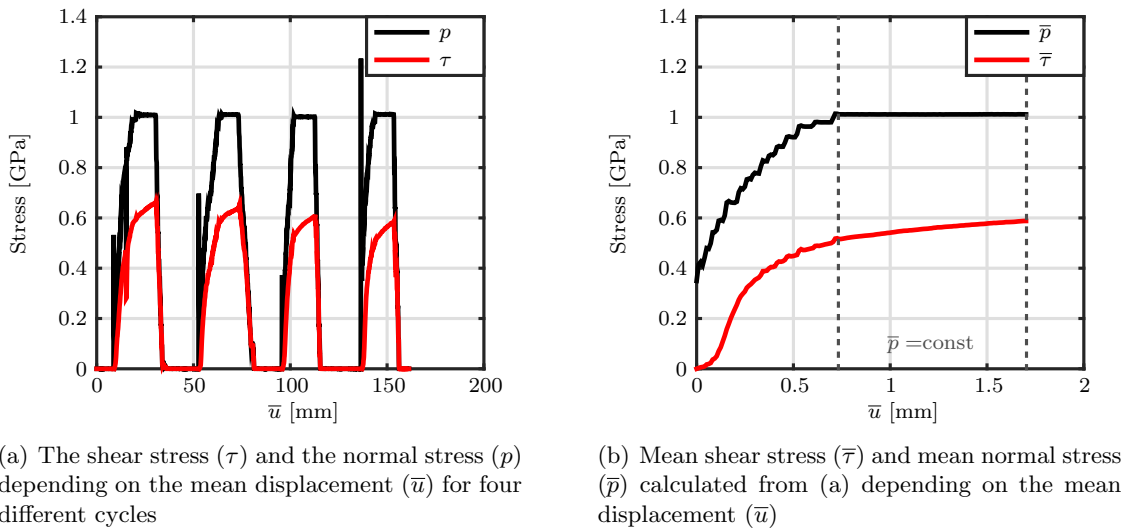 1.4
1.2
1
0.8
0.6
0.4
0.2
0
Stress [GPa]
p
τ
0 50 100 150 200
u̅ [mm]
1.4
1.2
1
0.8
0.6
0.4
0.2
0
Stress [GPa]
p̅
τ̅
p̅ =const
0 0.5 1 1.5 2
u̅ [mm]
(a) The shear stress (τ) and the normal stress (p)
depending on the mean displacement (u̅) for four
different cycles
(b) Mean shear stress (τ̅) and mean normal stress
(p̅) calculated from (a) depending on the mean
displacement (u̅)